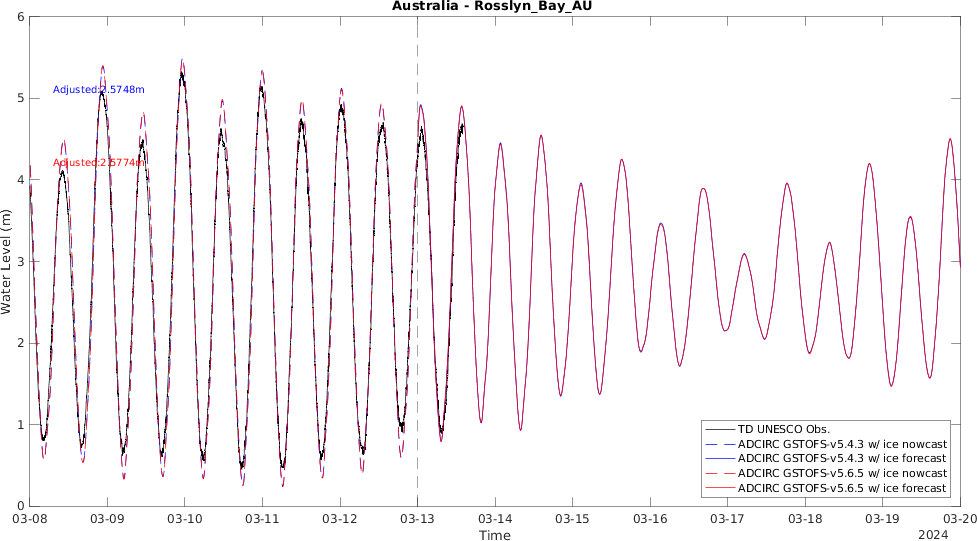 Australia - Rosslyn_Bay_AU
6
5
4
3
2
1
0
Water Level (m)
Adjusted:2.5748m
Adjusted:2.5774m
TD UNESCO Obs.
ADCIRC GSTOFS-v5.4.3 w/ ice nowcast
ADCIRC GSTOFS-v5.4.3 w/ ice forecast
ADCIRC GSTOFS-v5.6.5 w/ ice nowcast
ADCIRC GSTOFS-v5.6.5 w/ ice forecast
03-08 03-09 03-10 03-11 03-12 03-13 03-14 03-15 03-16 03-17 03-18 03-19 03-20
Time
2024